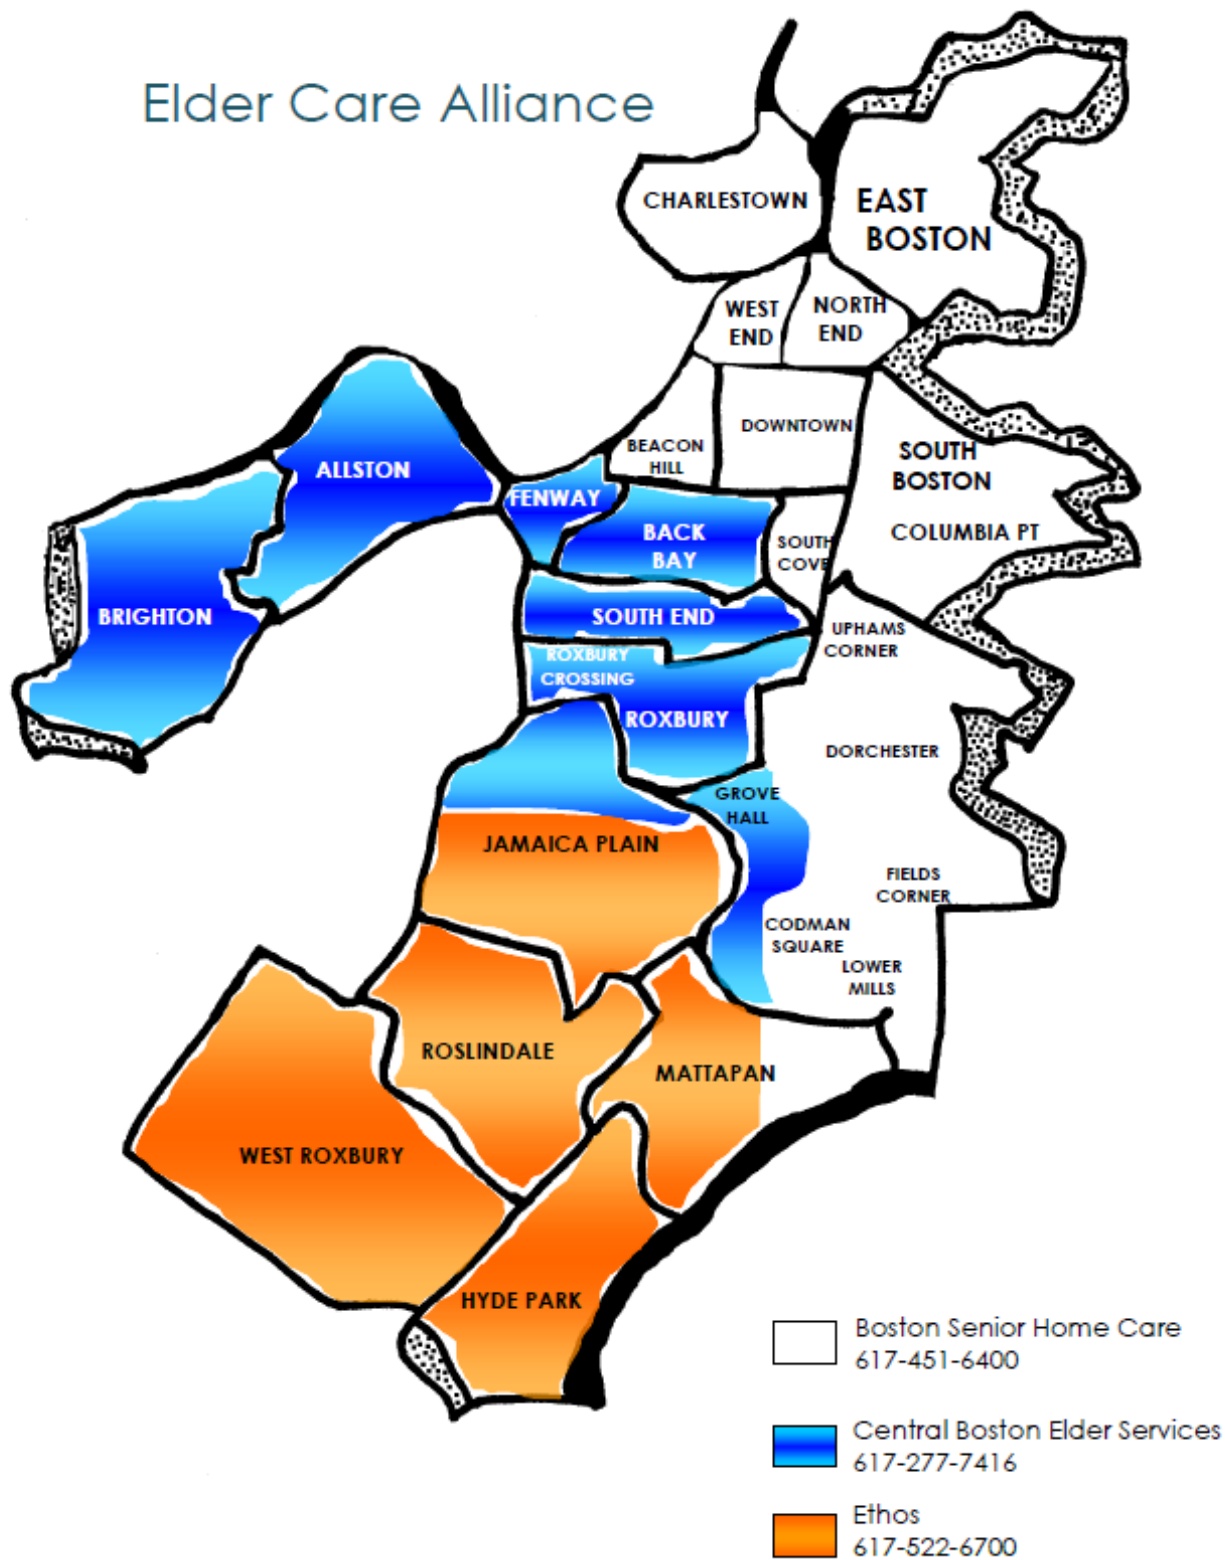 Elder Care Alliance
CHARLESTOWN
EAST
BOSTON
WEST
END
NORTH
END
BEACON
HILL
DOWNTOWN
SOUTH
BOSTON
COLUMBIA PT
ALLSTON
FENWAY
BACK
BAY
SOUTH
COVE
BRIGHTON
SOUTH END
UPHAMS
CORNER
ROXBURY
CROSSING
ROXBURY
DORCHESTER
GROVE
HALL
JAMAICA PLAIN
FIELDS
CORNER
CODMAN
SQUARE
LOWER
MILLS
ROSLINDALE
MATTAPAN
WEST ROXBURY
HYDE PARK
Boston Senior Home Care
617-451-6400
Central Boston Elder Services
617-277-7416
Ethos
617-522-6700